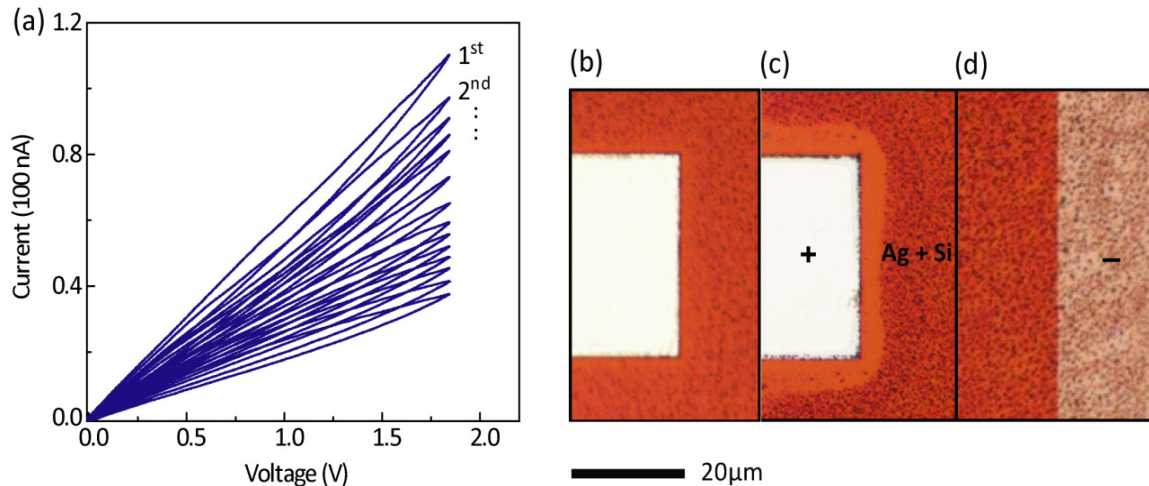 (a)
1.2
0.8
0.4
0.0
Current (100 nA)
1st
2nd
⋮
0.0 0.5 1.0 1.5 2.0
Voltage (V)
(b) (c) (d)
+ Ag + Si −
20μm